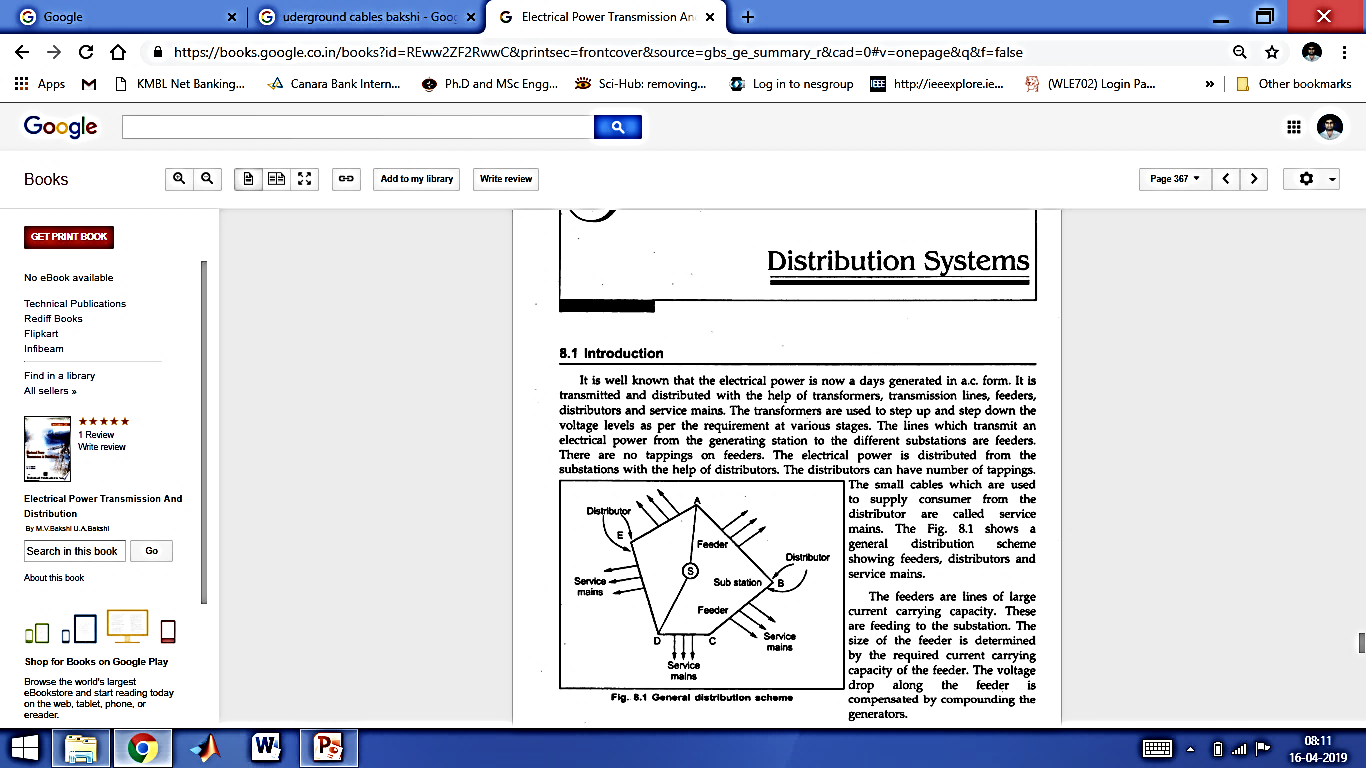 Google
uderground cables bakshi - Goog
Electrical Power Transmission An
https://books.google.co.in/books?id=REww2ZF2RwwC&printsec=frontcover&source=gbs_ge_summary_r&cad=0#v=onepage&q&f=false
Apps
KMBL Net Banking...
Canara Bank Intern...
Ph.D and MSc Engg...
Sci-Hub: removing...
Log in to nesgroup
IEEE
http://ieeexplore.ie...
(WLE702) Login Pa...
»
Other bookmarks
Google
Books
Add to my library
Write review
Page 367
GET PRINT BOOK
No eBook available
Technical Publications
Rediff Books
Flipkart
Infibeam
Find in a library
All sellers »
★★★★★
1 Review
Write review
Electrical Power Transmission And
Distribution
By M.V.Bakshi U.A.Bakshi
Search in this book
Go
About this book
Shop for Books on Google Play
Browse the world's largest
eBookstore and start reading today
on the web, tablet, phone, or
ereader.
Distribution Systems
8.1 Introduction
It is well known that the electrical power is now a days generated in a.c. form. It is
transmitted and distributed with the help of transformers, transmission lines, feeders,
distributors and service mains. The transformers are used to step up and step down the
voltage levels as per the requirement at various stages. The lines which transmit an
electrical power from the generating station to the different substations are feeders.
There are no tappings on feeders. The electrical power is distributed from the
substations with the help of distributors. The distributors can have number of tappings.
The small cables which are used
to supply consumer from the
distributor are called service
mains. The Fig. 8.1 shows a
general distribution scheme
showing feeders, distributors and
service mains.
The feeders are lines of large
current carrying capacity. These
are feeding to the substation. The
size of the feeder is determined
by the required current carrying
capacity of the feeder. The voltage
drop along the feeder is
compensated by compounding the
generators.
A
Distributor
E
Feeder
Distributor
S
Service
mains
Sub station
B
Feeder
D
C
Service
mains
Service
mains
Fig. 8.1 General distribution scheme
08:11
16-04-2019